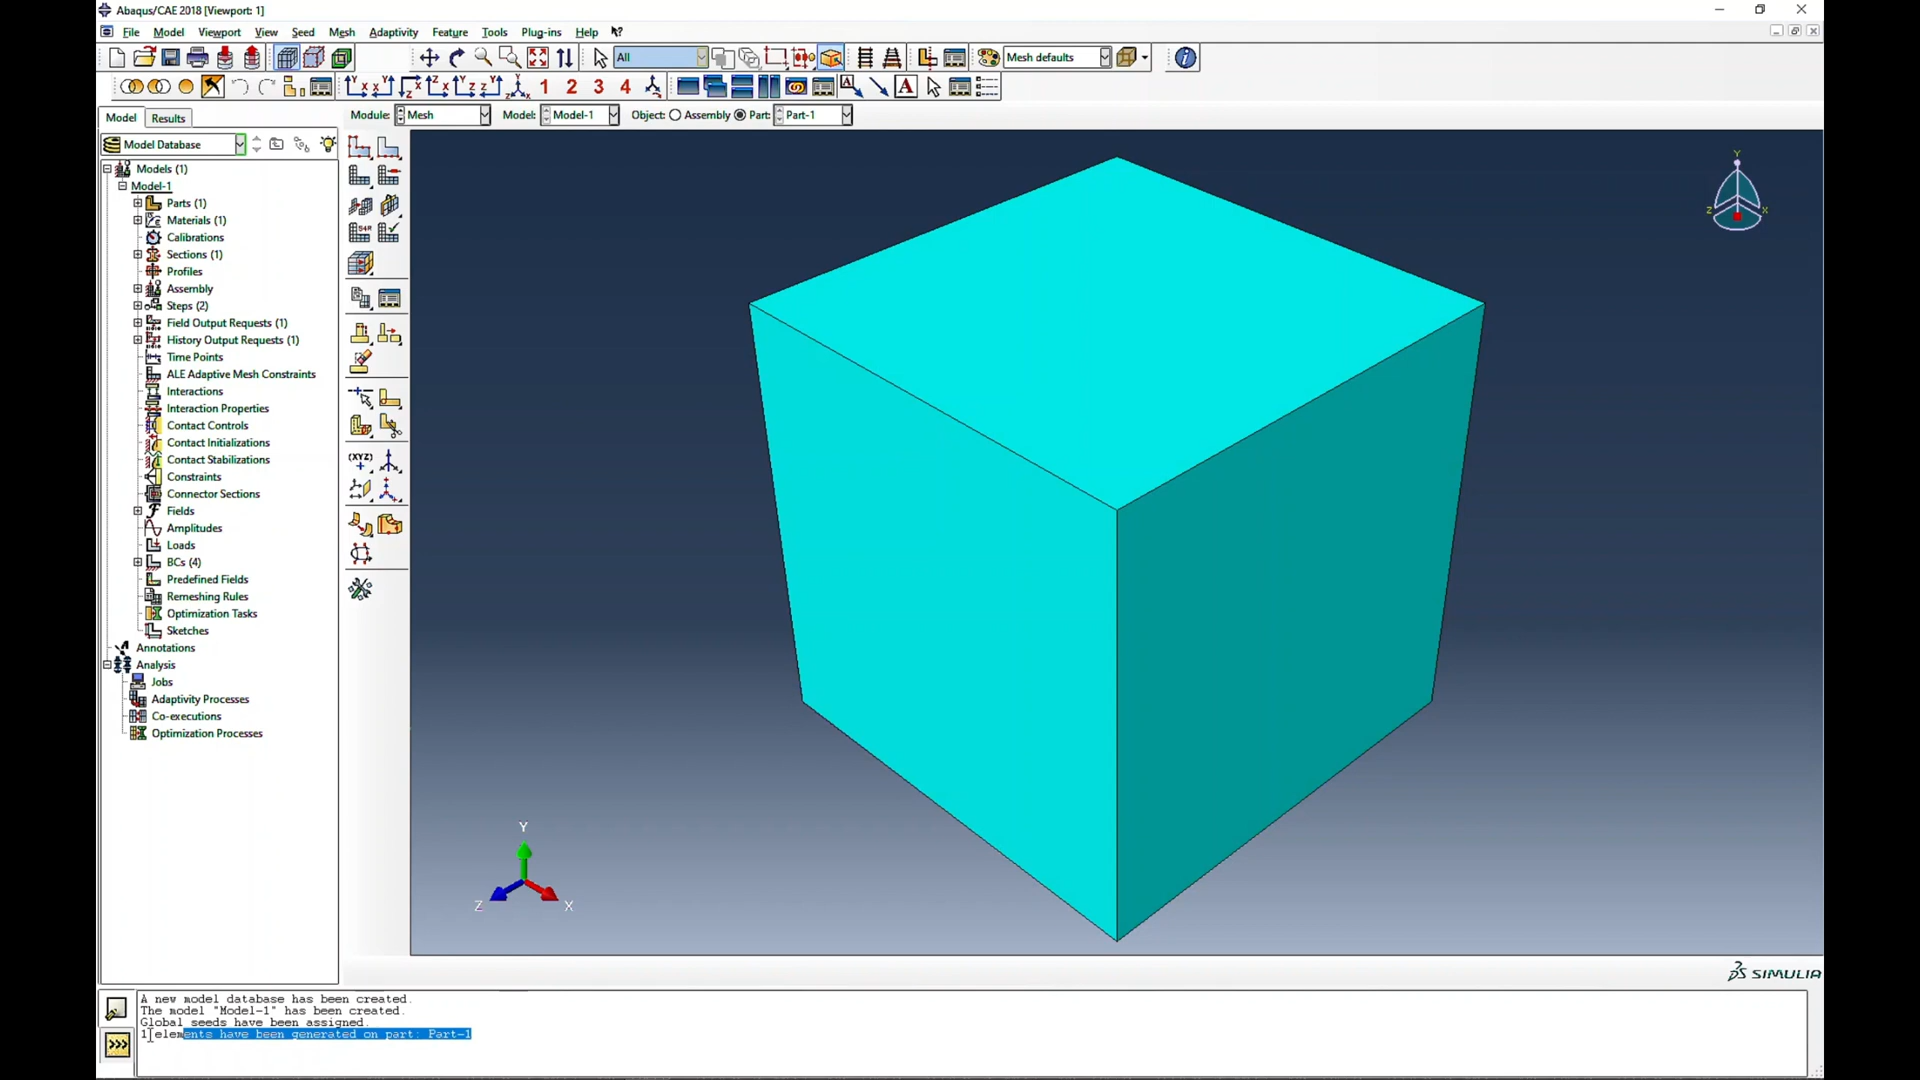 Abaqus/CAE 2018 [Viewport: 1]
File Model Viewport View Seed Mesh Adaptivity Feature Tools Plug-ins Help
All
Mesh defaults
1 2 3 4
A
Model Results
Module: Mesh Model: Model-1 Object: Assembly Part: Part-1
Model Database
Models (1)
Model-1
Parts (1)
Materials (1)
Calibrations
Sections (1)
Profiles
Assembly
Steps (2)
Field Output Requests (1)
History Output Requests (1)
Time Points
ALE Adaptive Mesh Constraints
Interactions
Interaction Properties
Contact Controls
Contact Initializations
Contact Stabilizations
Constraints
Connector Sections
Fields
Amplitudes
Loads
BCs (4)
Predefined Fields
Remeshing Rules
Optimization Tasks
Sketches
Annotations
Analysis
Jobs
Adaptivity Processes
Co-executions
Optimization Processes
(XYZ)
Y
Z X
Y
Z X
SIMULIA
A new model database has been created.
The model "Model-1" has been created.
Global seeds have been assigned.
1 elements have been generated on part: Part-1
>>>